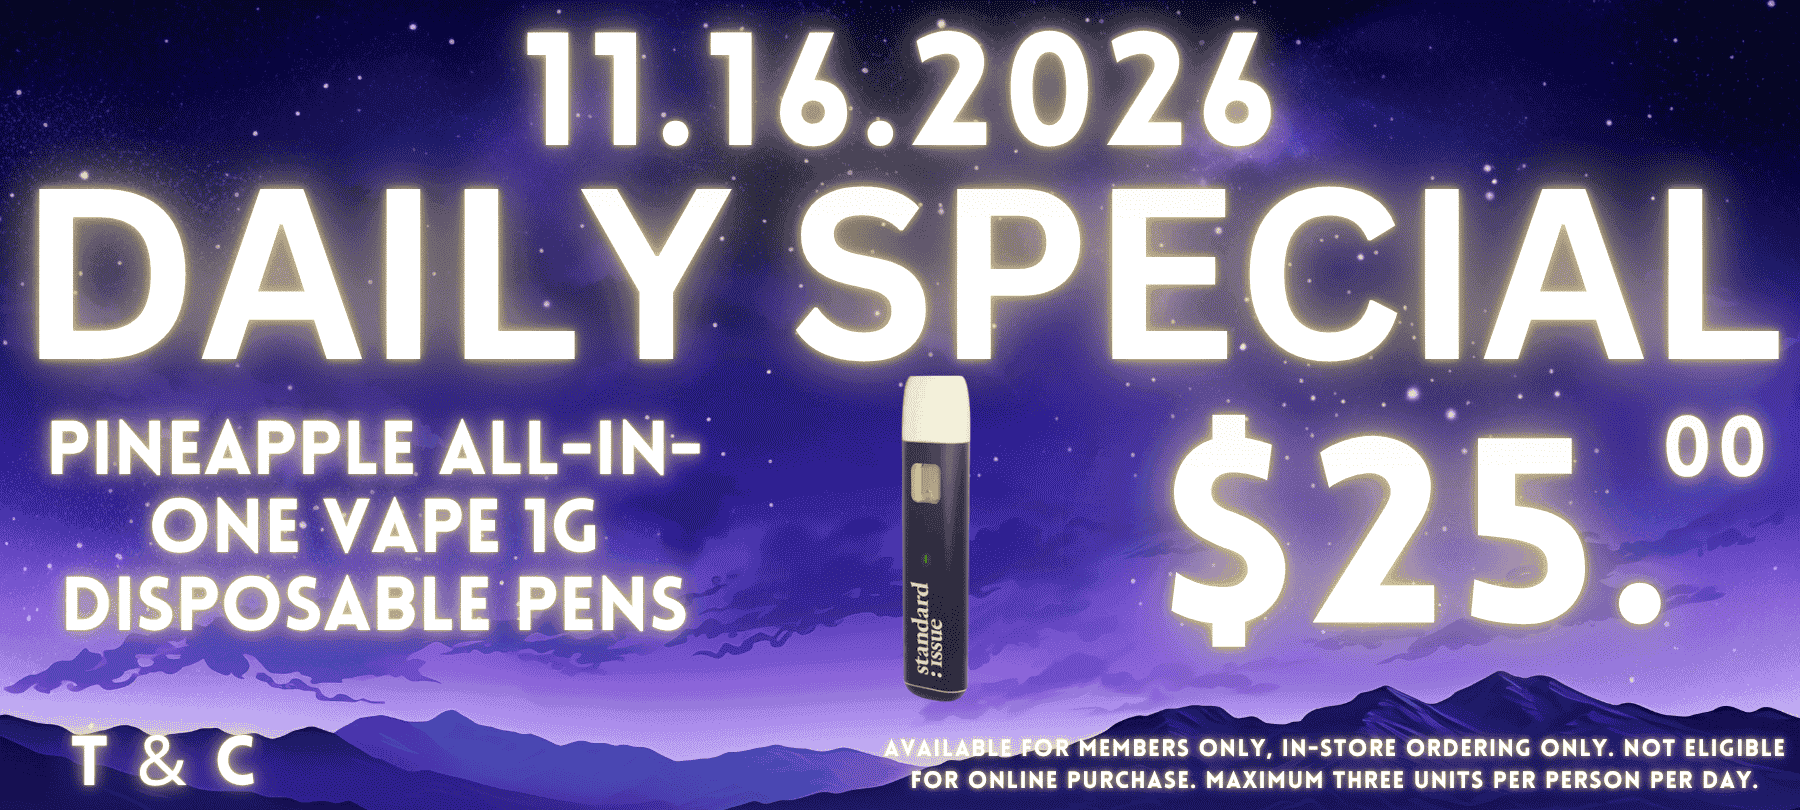 11.16.2026
DAILY SPECIAL
PINEAPPLE ALL-IN-
ONE VAPE 1G
DISPOSABLE PENS
standard
: Issue
$25.00
T & C
AVAILABLE FOR MEMBERS ONLY, IN-STORE ORDERING ONLY. NOT ELIGIBLE
FOR ONLINE PURCHASE. MAXIMUM THREE UNITS PER PERSON PER DAY.